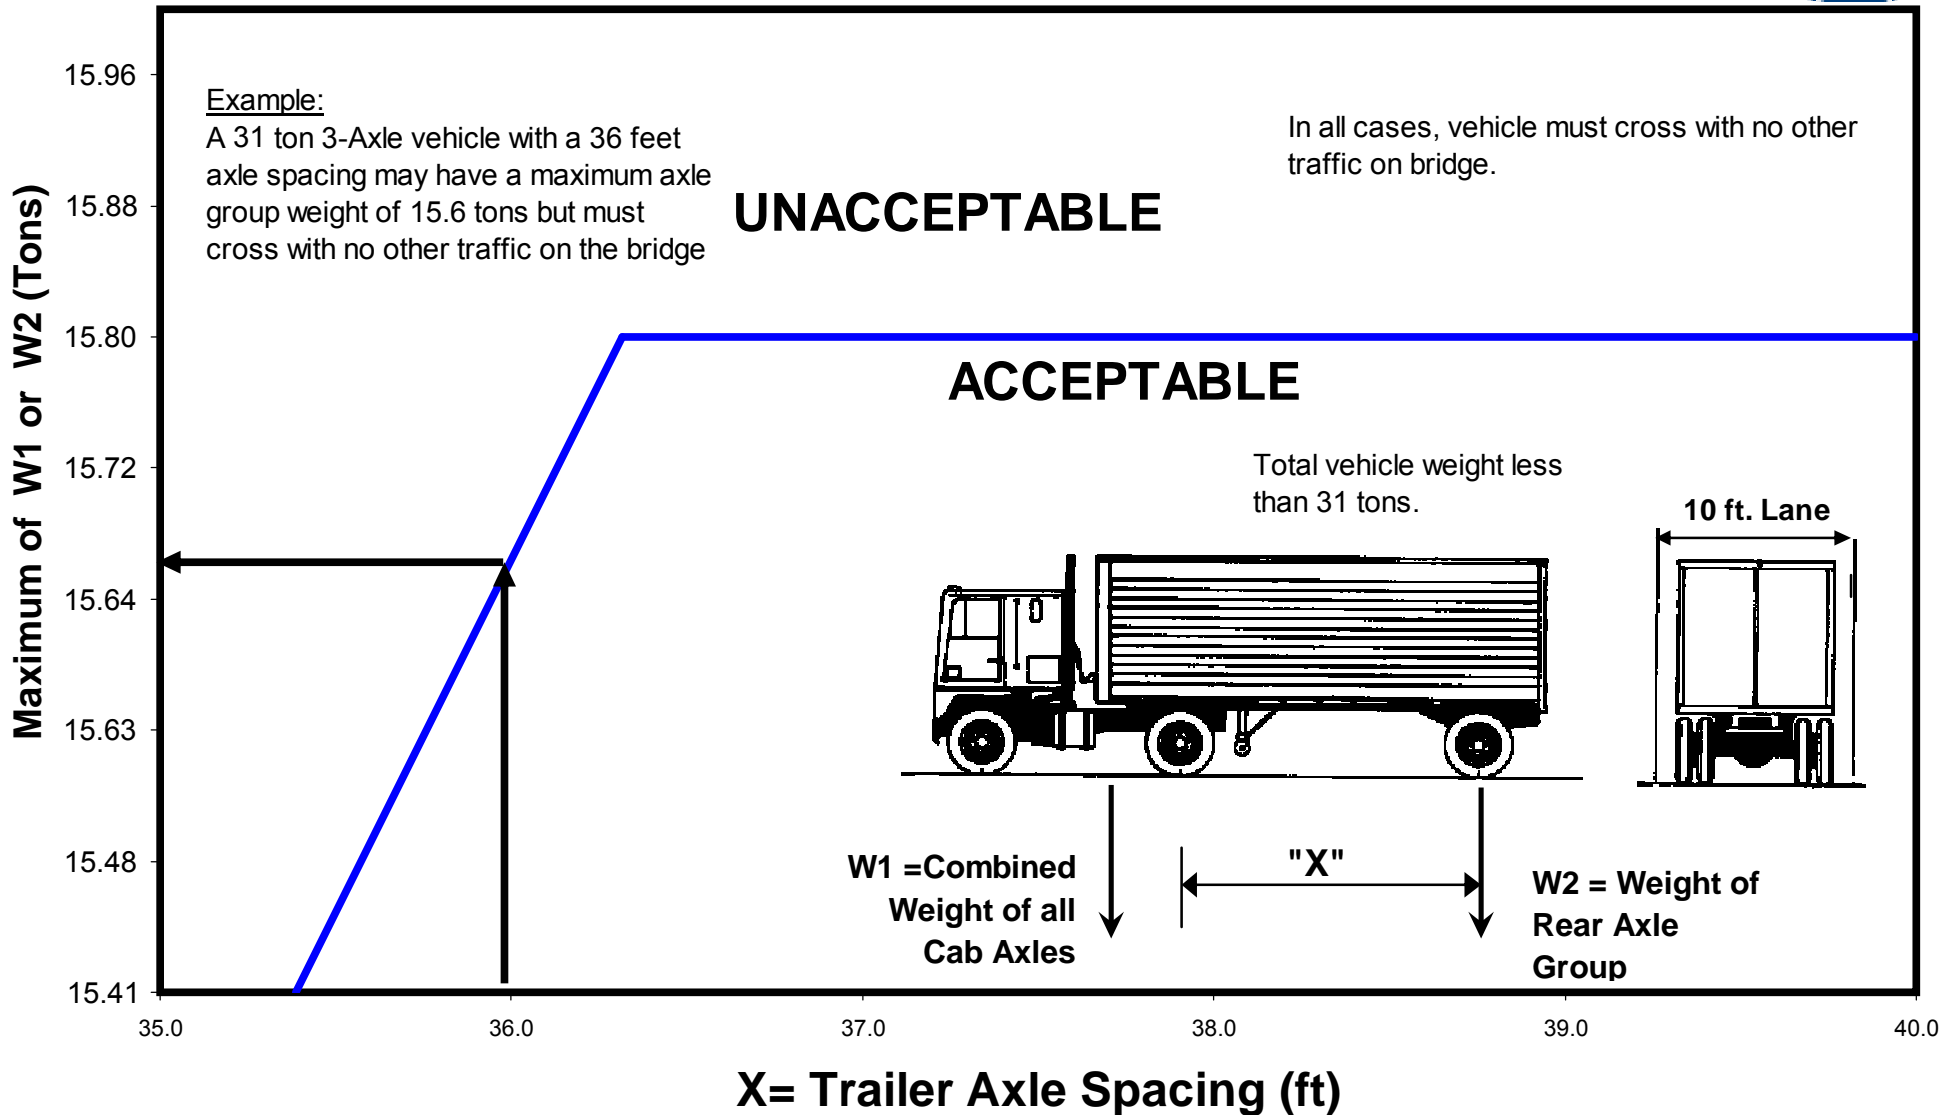 15.96
15.88
15.80
15.72
15.64
15.63
15.48
15.41
Maximum of W1 or W2 (Tons)
Example:
A 31 ton 3-Axle vehicle with a 36 feet
axle spacing may have a maximum axle
group weight of 15.6 tons but must
cross with no other traffic on the bridge
In all cases, vehicle must cross with no other
traffic on bridge.
UNACCEPTABLE
ACCEPTABLE
Total vehicle weight less
than 31 tons.
10 ft. Lane
W1 =Combined
Weight of all
Cab Axles
"X"
W2 = Weight of
Rear Axle
Group
35.0 36.0 37.0 38.0 39.0 40.0
X= Trailer Axle Spacing (ft)